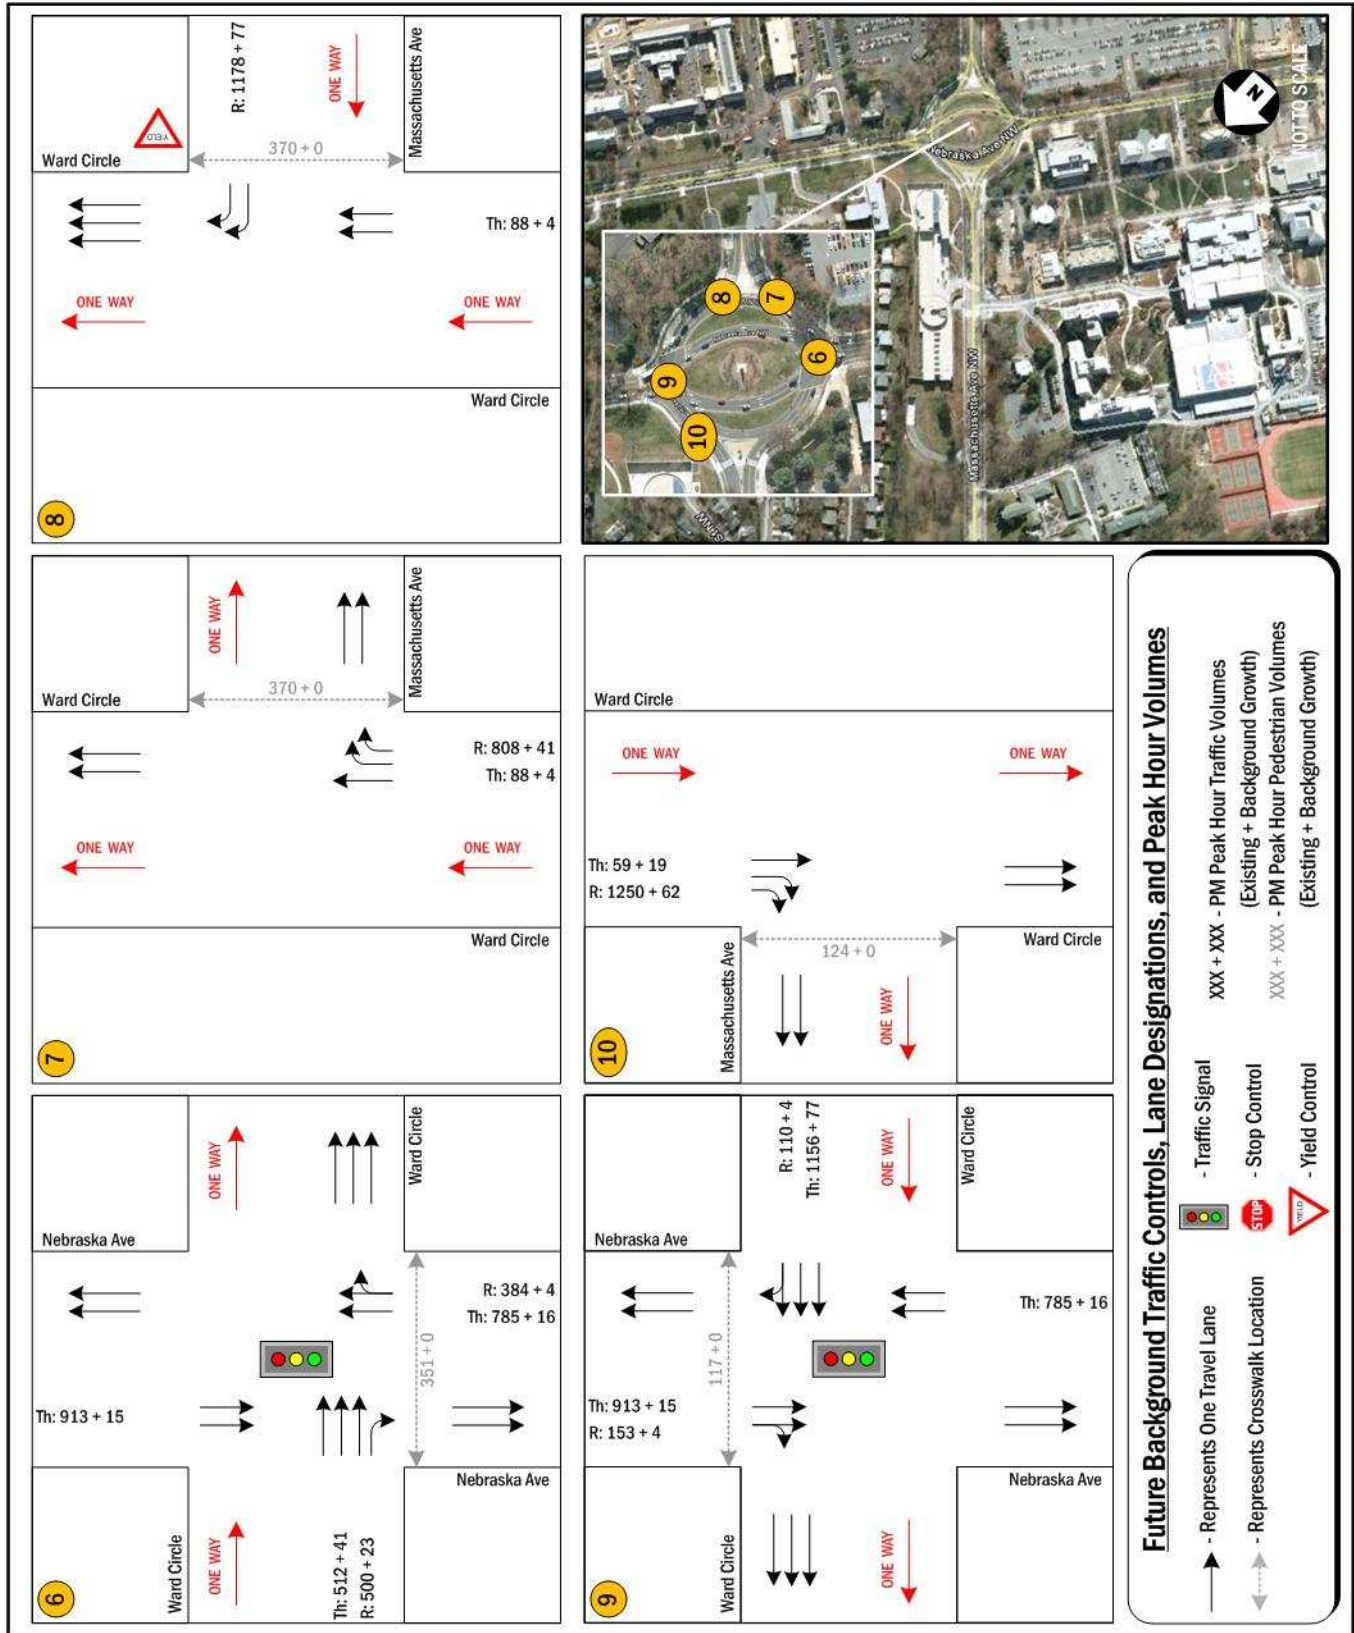 6
Ward Circle
ONE WAY
Th: 512 + 41
R: 500 + 23
Th: 913 + 15
Nebraska Ave
Nebraska Ave
351 + 0
R: 384 + 4
Th: 785 + 16
ONE WAY
Ward Circle
7
Ward Circle
ONE WAY
ONE WAY
Ward Circle
370 + 0
R: 808 + 41
Th: 88 + 4
ONE WAY
Massachusetts Ave
8
Ward Circle
ONE WAY
ONE WAY
Ward Circle
YIELD
370 + 0
Th: 88 + 4
R: 1178 + 77
ONE WAY
Massachusetts Ave
9
Ward Circle
ONE WAY
Th: 913 + 15
R: 153 + 4
117 + 0
Nebraska Ave
Nebraska Ave
Th: 785 + 16
R: 110 + 4
Th: 1156 + 77
ONE WAY
Ward Circle
10
Massachusetts Ave
ONE WAY
124 + 0
Th: 59 + 19
R: 1250 + 62
Ward Circle
ONE WAY
ONE WAY
Ward Circle
10
9
8
7
6
Nebraska Ave NW
Massachusetts Ave NW
N
NOT TO SCALE
Future Background Traffic Controls, Lane Designations, and Peak Hour Volumes
- Represents One Travel Lane
- Represents Crosswalk Location
- Traffic Signal
STOP - Stop Control
YIELD - Yield Control
XXX + XXX - PM Peak Hour Traffic Volumes
(Existing + Background Growth)
XXX + XXX - PM Peak Hour Pedestrian Volumes
(Existing + Background Growth)